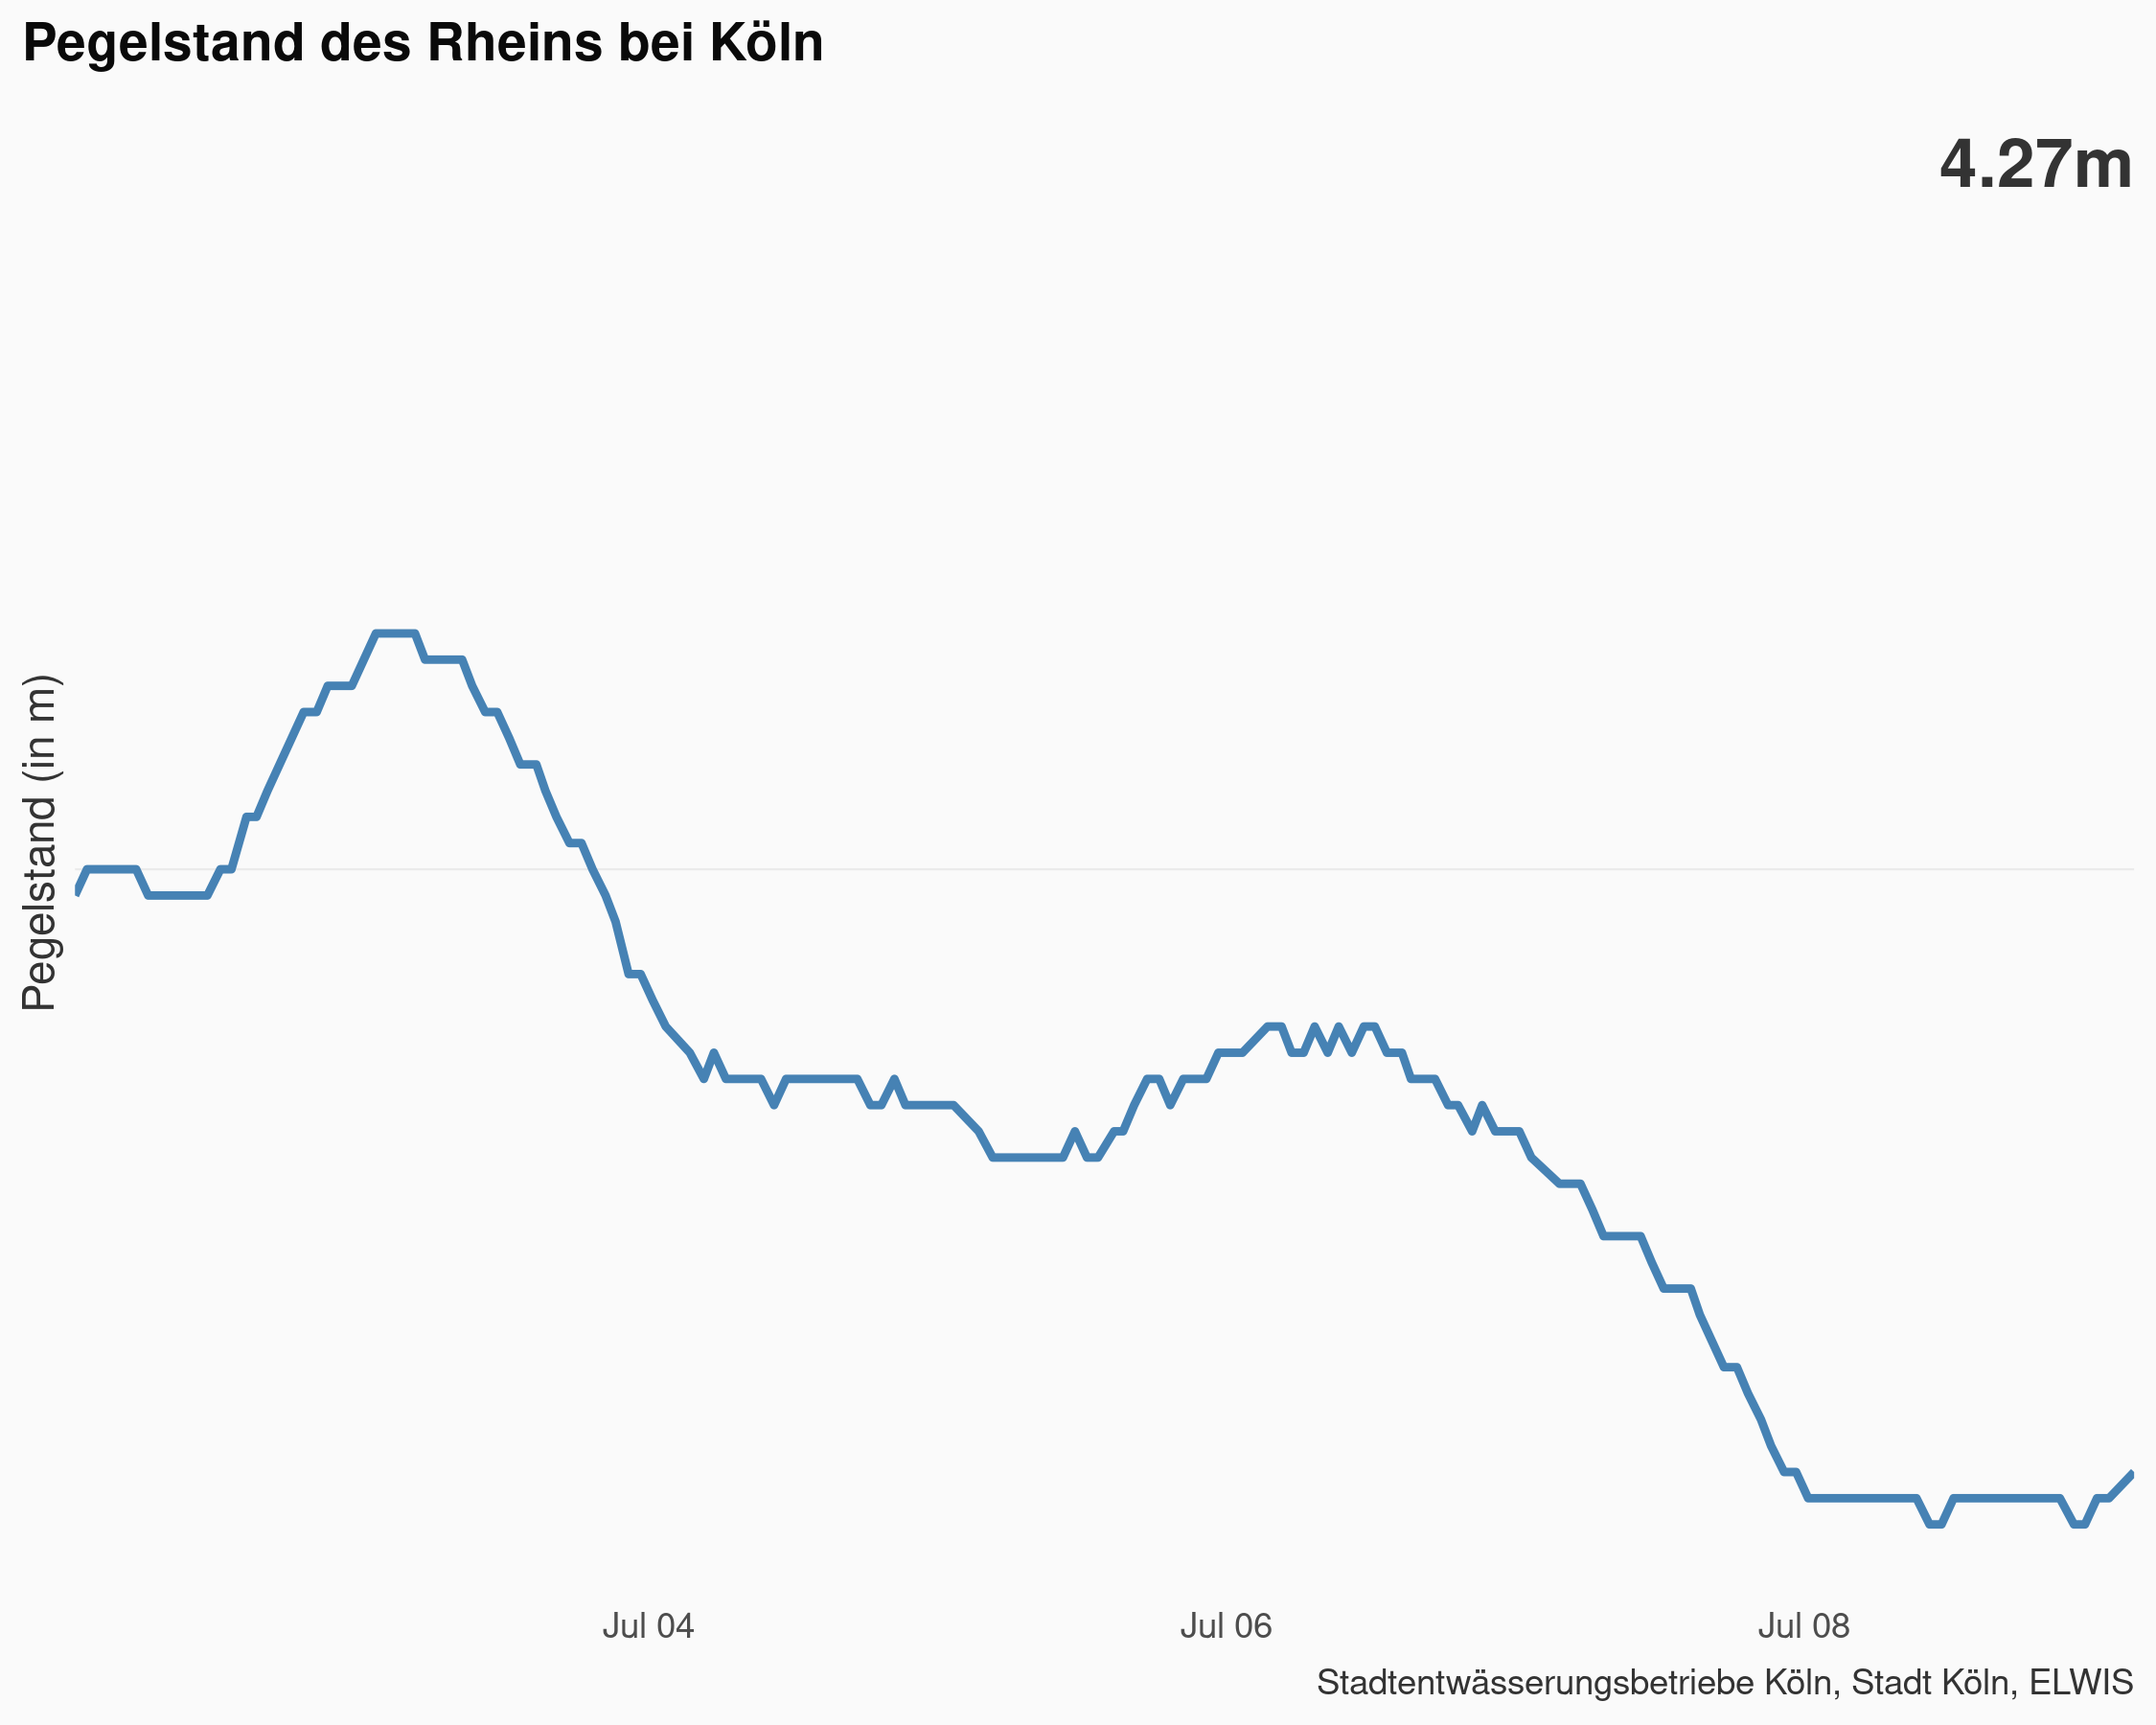 Pegelstand des Rheins bei Köln
4.27m
Pegelstand (in m)
Jul 04
Jul 06
Jul 08
Stadtentwässerungsbetriebe Köln, Stadt Köln, ELWIS